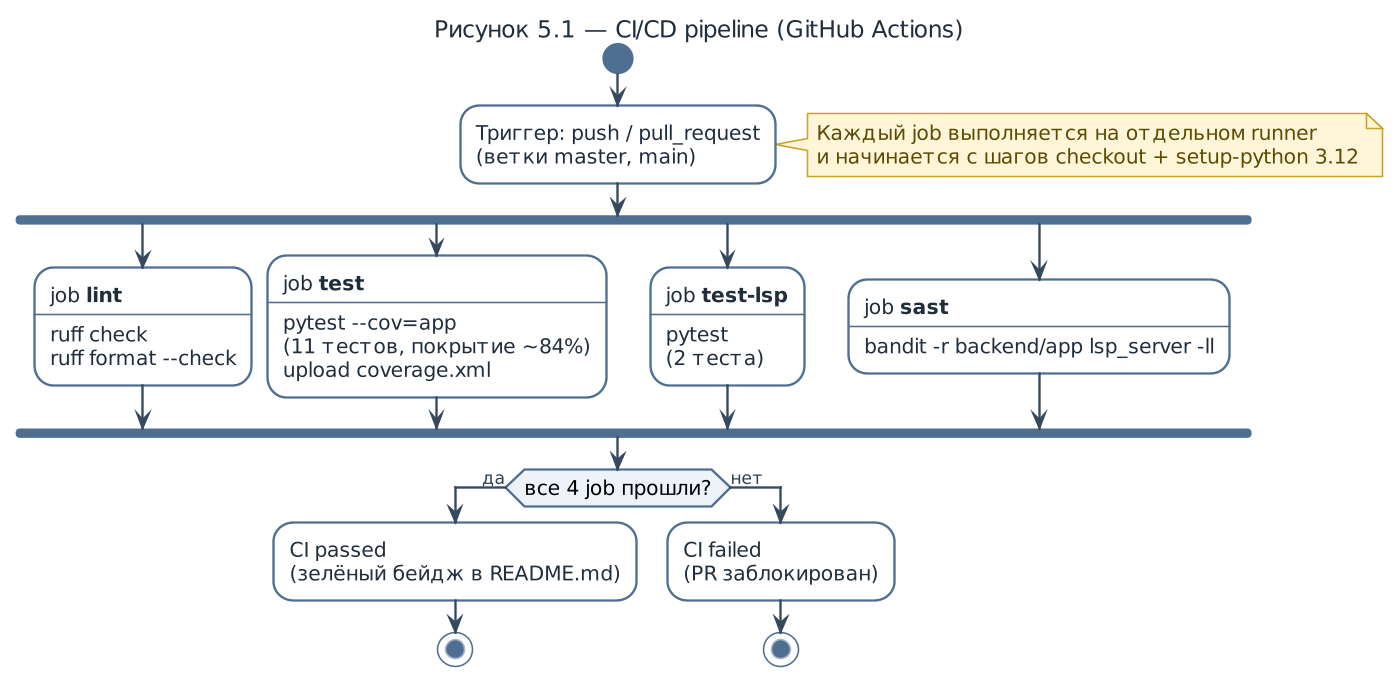 Рисунок 5.1 — CI/CD pipeline (GitHub Actions)
Триггер: push / pull_request
(ветки master, main)
Каждый job выполняется на отдельном runner
и начинается с шагов checkout + setup-python 3.12
job lint
ruff check
ruff format --check
job test
pytest --cov=app
(11 тестов, покрытие ~84%)
upload coverage.xml
job test-lsp
pytest
(2 теста)
job sast
bandit -r backend/app lsp_server -ll
все 4 job прошли?
да
нет
CI passed
(зелёный бейдж в README.md)
CI failed
(PR заблокирован)